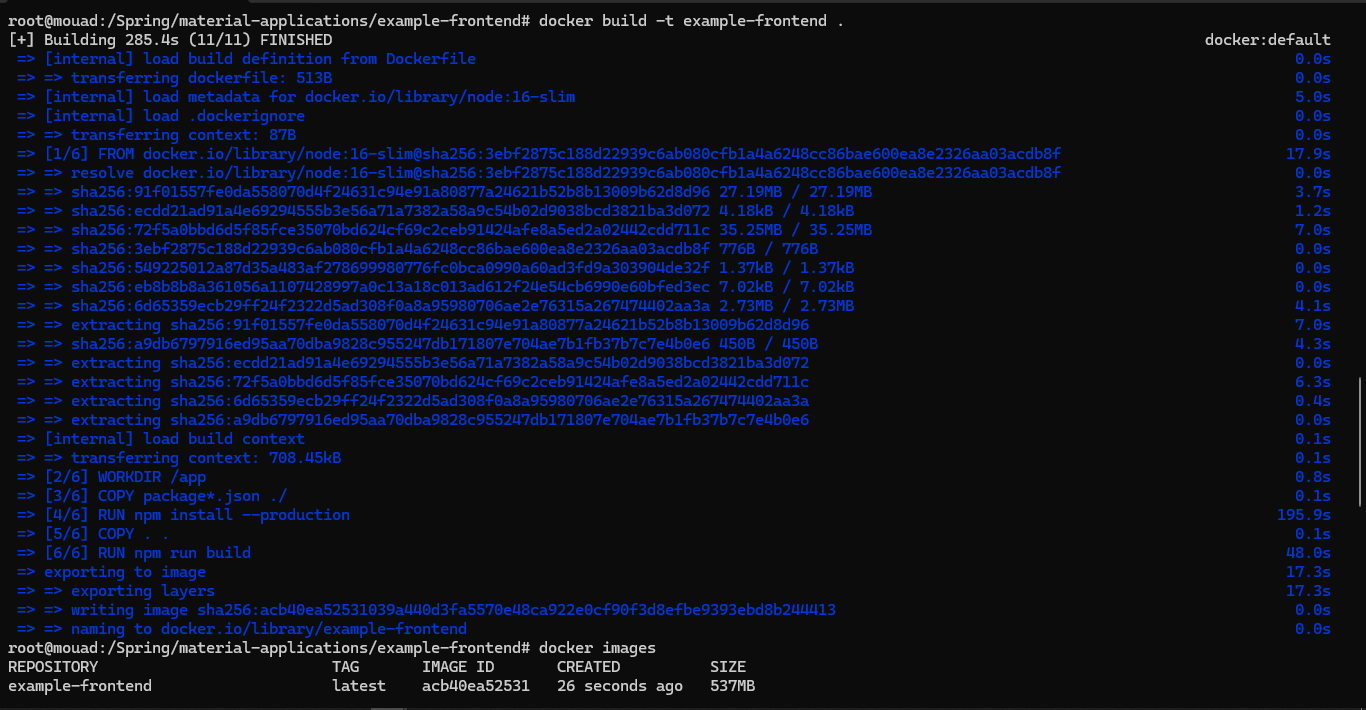 root@mouad:/Spring/material-applications/example-frontend# docker build -t example-frontend .
[+] Building 285.4s (11/11) FINISHED docker:default
=> [internal] load build definition from Dockerfile 0.0s
=> => transferring dockerfile: 513B 0.0s
=> [internal] load metadata for docker.io/library/node:16-slim 5.0s
=> [internal] load .dockerignore 0.0s
=> => transferring context: 87B 0.0s
=> [1/6] FROM docker.io/library/node:16-slim@sha256:3ebf2875c188d22939c6ab080cfb1a4a6248cc86bae600ea8e2326aa03acdb8f 17.9s
=> => resolve docker.io/library/node:16-slim@sha256:3ebf2875c188d22939c6ab080cfb1a4a6248cc86bae600ea8e2326aa03acdb8f 0.0s
=> => sha256:91f01557fe0da558070d4f24631c94e91a80877a24621b52b8b13009b62d8d96 27.19MB / 27.19MB 3.7s
=> => sha256:ecdd21ad91a4e69294555b3e56a71a7382a58a9c54b02d9038bcd3821ba3d072 4.18kB / 4.18kB 1.2s
=> => sha256:72f5a0bbd6d5f85fce35070bd624cf69c2ceb91424afe8a5ed2a02442cdd711c 35.25MB / 35.25MB 7.0s
=> => sha256:3ebf2875c188d22939c6ab080cfb1a4a6248cc86bae600ea8e2326aa03acdb8f 776B / 776B 0.0s
=> => sha256:549225012a87d35a483af278699980776fc0bca0990a60ad3fd9a303904de32f 1.37kB / 1.37kB 0.0s
=> => sha256:eb8b8b8a361056a1107428997a0c13a18c013ad612f24e54cb6990e60bfed3ec 7.02kB / 7.02kB 0.0s
=> => sha256:6d65359ecb29ff24f2322d5ad308f0a8a95980706ae2e76315a267474402aa3a 2.73MB / 2.73MB 4.1s
=> => extracting sha256:91f01557fe0da558070d4f24631c94e91a80877a24621b52b8b13009b62d8d96 7.0s
=> => sha256:a9db6797916ed95aa70dba9828c955247db171807e704ae7b1fb37b7c7e4b0e6 450B / 450B 4.3s
=> => extracting sha256:ecdd21ad91a4e69294555b3e56a71a7382a58a9c54b02d9038bcd3821ba3d072 0.0s
=> => extracting sha256:72f5a0bbd6d5f85fce35070bd624cf69c2ceb91424afe8a5ed2a02442cdd711c 6.3s
=> => extracting sha256:6d65359ecb29ff24f2322d5ad308f0a8a95980706ae2e76315a267474402aa3a 0.4s
=> => extracting sha256:a9db6797916ed95aa70dba9828c955247db171807e704ae7b1fb37b7c7e4b0e6 0.0s
=> [internal] load build context 0.1s
=> => transferring context: 708.45kB 0.1s
=> [2/6] WORKDIR /app 0.8s
=> [3/6] COPY package*.json ./ 0.1s
=> [4/6] RUN npm install --production 195.9s
=> [5/6] COPY . . 0.1s
=> [6/6] RUN npm run build 48.0s
=> exporting to image 17.3s
=> => exporting layers 17.3s
=> => writing image sha256:acb40ea52531039a440d3fa5570e48ca922e0cf90f3d8efbe9393ebd8b244413 0.0s
=> => naming to docker.io/library/example-frontend 0.0s
root@mouad:/Spring/material-applications/example-frontend# docker images
REPOSITORY TAG IMAGE ID CREATED SIZE
example-frontend latest acb40ea52531 26 seconds ago 537MB